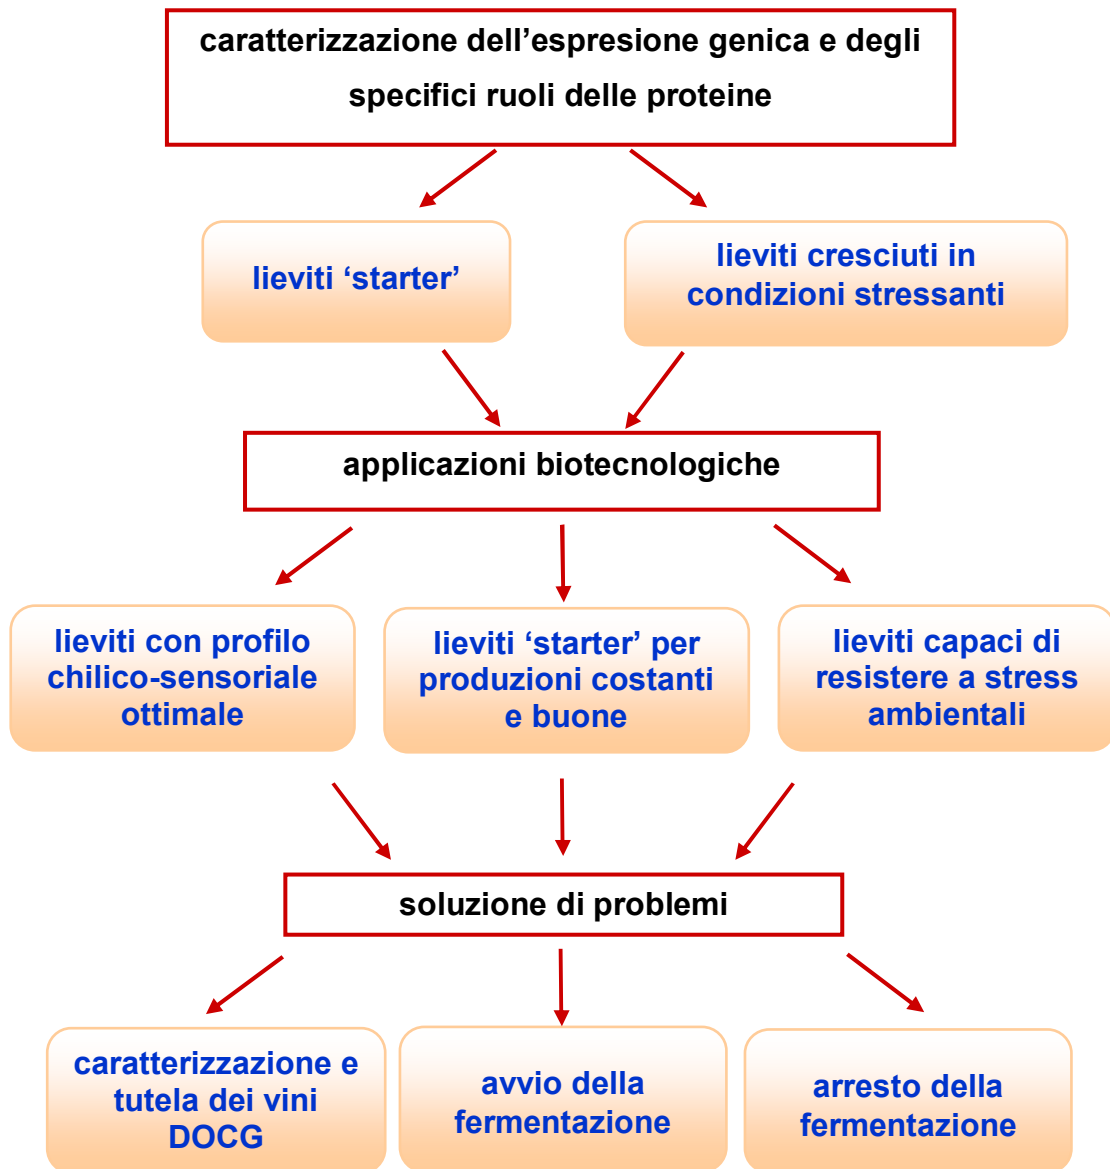 caratterizzazione dell’espresione genica e degli
specifici ruoli delle proteine
lieviti ‘starter’
lieviti cresciuti in
condizioni stressanti
applicazioni biotecnologiche
lieviti con profilo
chilico-sensoriale
ottimale
lieviti ‘starter’ per
produzioni costanti
e buone
lieviti capaci di
resistere a stress
ambientali
soluzione di problemi
caratterizzazione e
tutela dei vini
DOCG
avvio della
fermentazione
arresto della
fermentazione